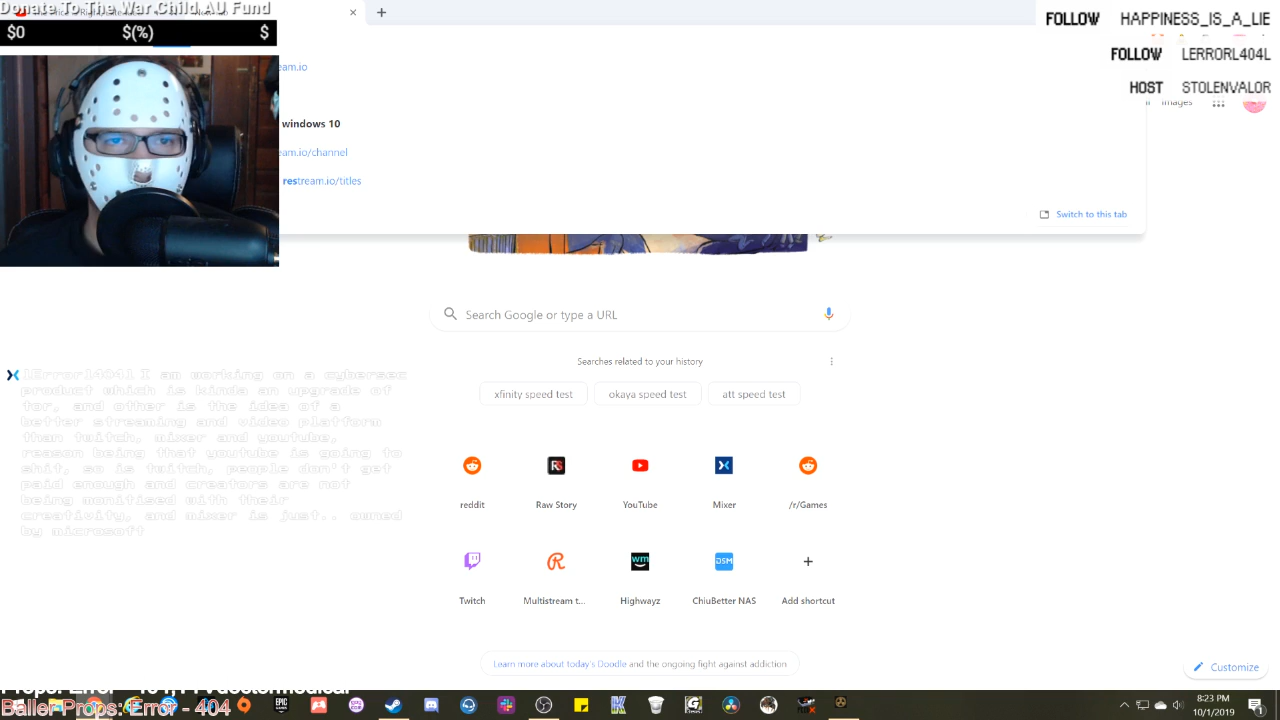 Donate To The War Child AU Fund
$0 $(%) $
FOLLOW HAPPINESS_IS_A_LIE
FOLLOW LERRORL404L
HOST STOLENVALOR
Images
eam.io
windows 10
eam.io/channel
restream.io/titles
Switch to this tab
Search Google or type a URL
Searches related to your history
xfinity speed test okaya speed test att speed test
lErrorl404l I am working on a cybersec
product which is kinda an upgrade of
tor, and other is the idea of a
better streaming and video platform
than twitch, mixer and youtube,
reason being that youtube is going to
shit, so is twitch, people don't get
paid enough and creators are not
being monitised with their
creativity, and mixer is just.. owned
by microsoft
reddit Raw Story YouTube Mixer /r/Games
Twitch Multistream t... Highwayz ChiuBetter NAS Add shortcut
Learn more about today's Doodle and the ongoing fight against addiction
Customize
Baller Props: Error - 404
8:23 PM
10/1/2019